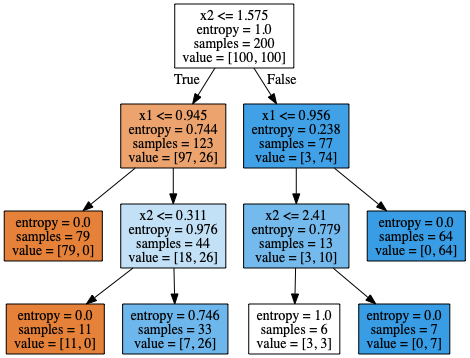 x2 <= 1.575
entropy = 1.0
samples = 200
value = [100, 100]
True
False
x1 <= 0.945
entropy = 0.744
samples = 123
value = [97, 26]
x1 <= 0.956
entropy = 0.238
samples = 77
value = [3, 74]
entropy = 0.0
samples = 79
value = [79, 0]
x2 <= 0.311
entropy = 0.976
samples = 44
value = [18, 26]
x2 <= 2.41
entropy = 0.779
samples = 13
value = [3, 10]
entropy = 0.0
samples = 64
value = [0, 64]
entropy = 0.0
samples = 11
value = [11, 0]
entropy = 0.746
samples = 33
value = [7, 26]
entropy = 1.0
samples = 6
value = [3, 3]
entropy = 0.0
samples = 7
value = [0, 7]